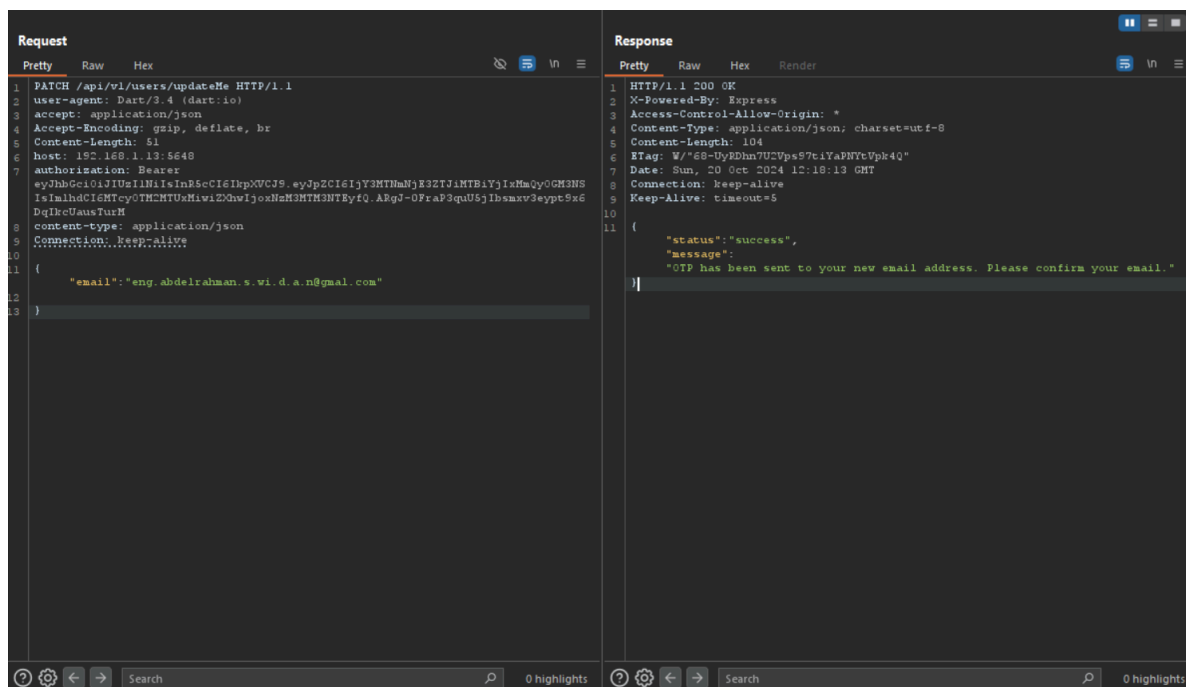 Request
Pretty Raw Hex
\n
1 PATCH /api/v1/users/updateMe HTTP/1.1
2 user-agent: Dart/3.4 (dart:io)
3 accept: application/json
4 Accept-Encoding: gzip, deflate, br
5 Content-Length: 51
6 host: 192.168.1.13:5648
7 authorization: Bearer
8 content-type: application/json
9 Connection: keep-alive
10
11 {
"email":"eng.abdelrahman.s.wi.d.a.n@gmal.com"
12
13 }
Search
0 highlights
Response
Pretty Raw Hex Render
\n
1 HTTP/1.1 200 OK
2 X-Powered-By: Express
3 Access-Control-Allow-Origin: *
4 Content-Type: application/json; charset=utf-8
5 Content-Length: 104
6 ETag: W/"68-UyRDhn7U2Vps97tiYaPNYtVpk4Q"
7 Date: Sun, 20 Oct 2024 12:18:13 GMT
8 Connection: keep-alive
9 Keep-Alive: timeout=5
10
11 {
"status":"success",
"message":
"OTP has been sent to your new email address. Please confirm your email."
}
Search
0 highlights